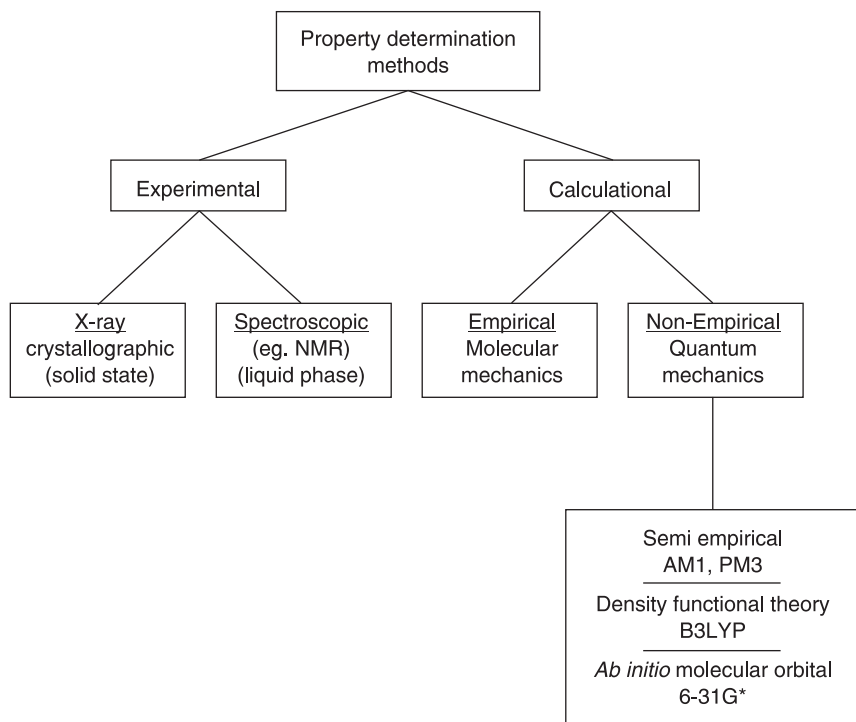 Property determination
methods
Experimental
Calculational
X-ray
crystallographic
(solid state)
Spectroscopic
(eg. NMR)
(liquid phase)
Empirical
Molecular
mechanics
Non-Empirical
Quantum
mechanics
Semi empirical
AM1, PM3
Density functional theory
B3LYP
Ab initio molecular orbital
6-31G*